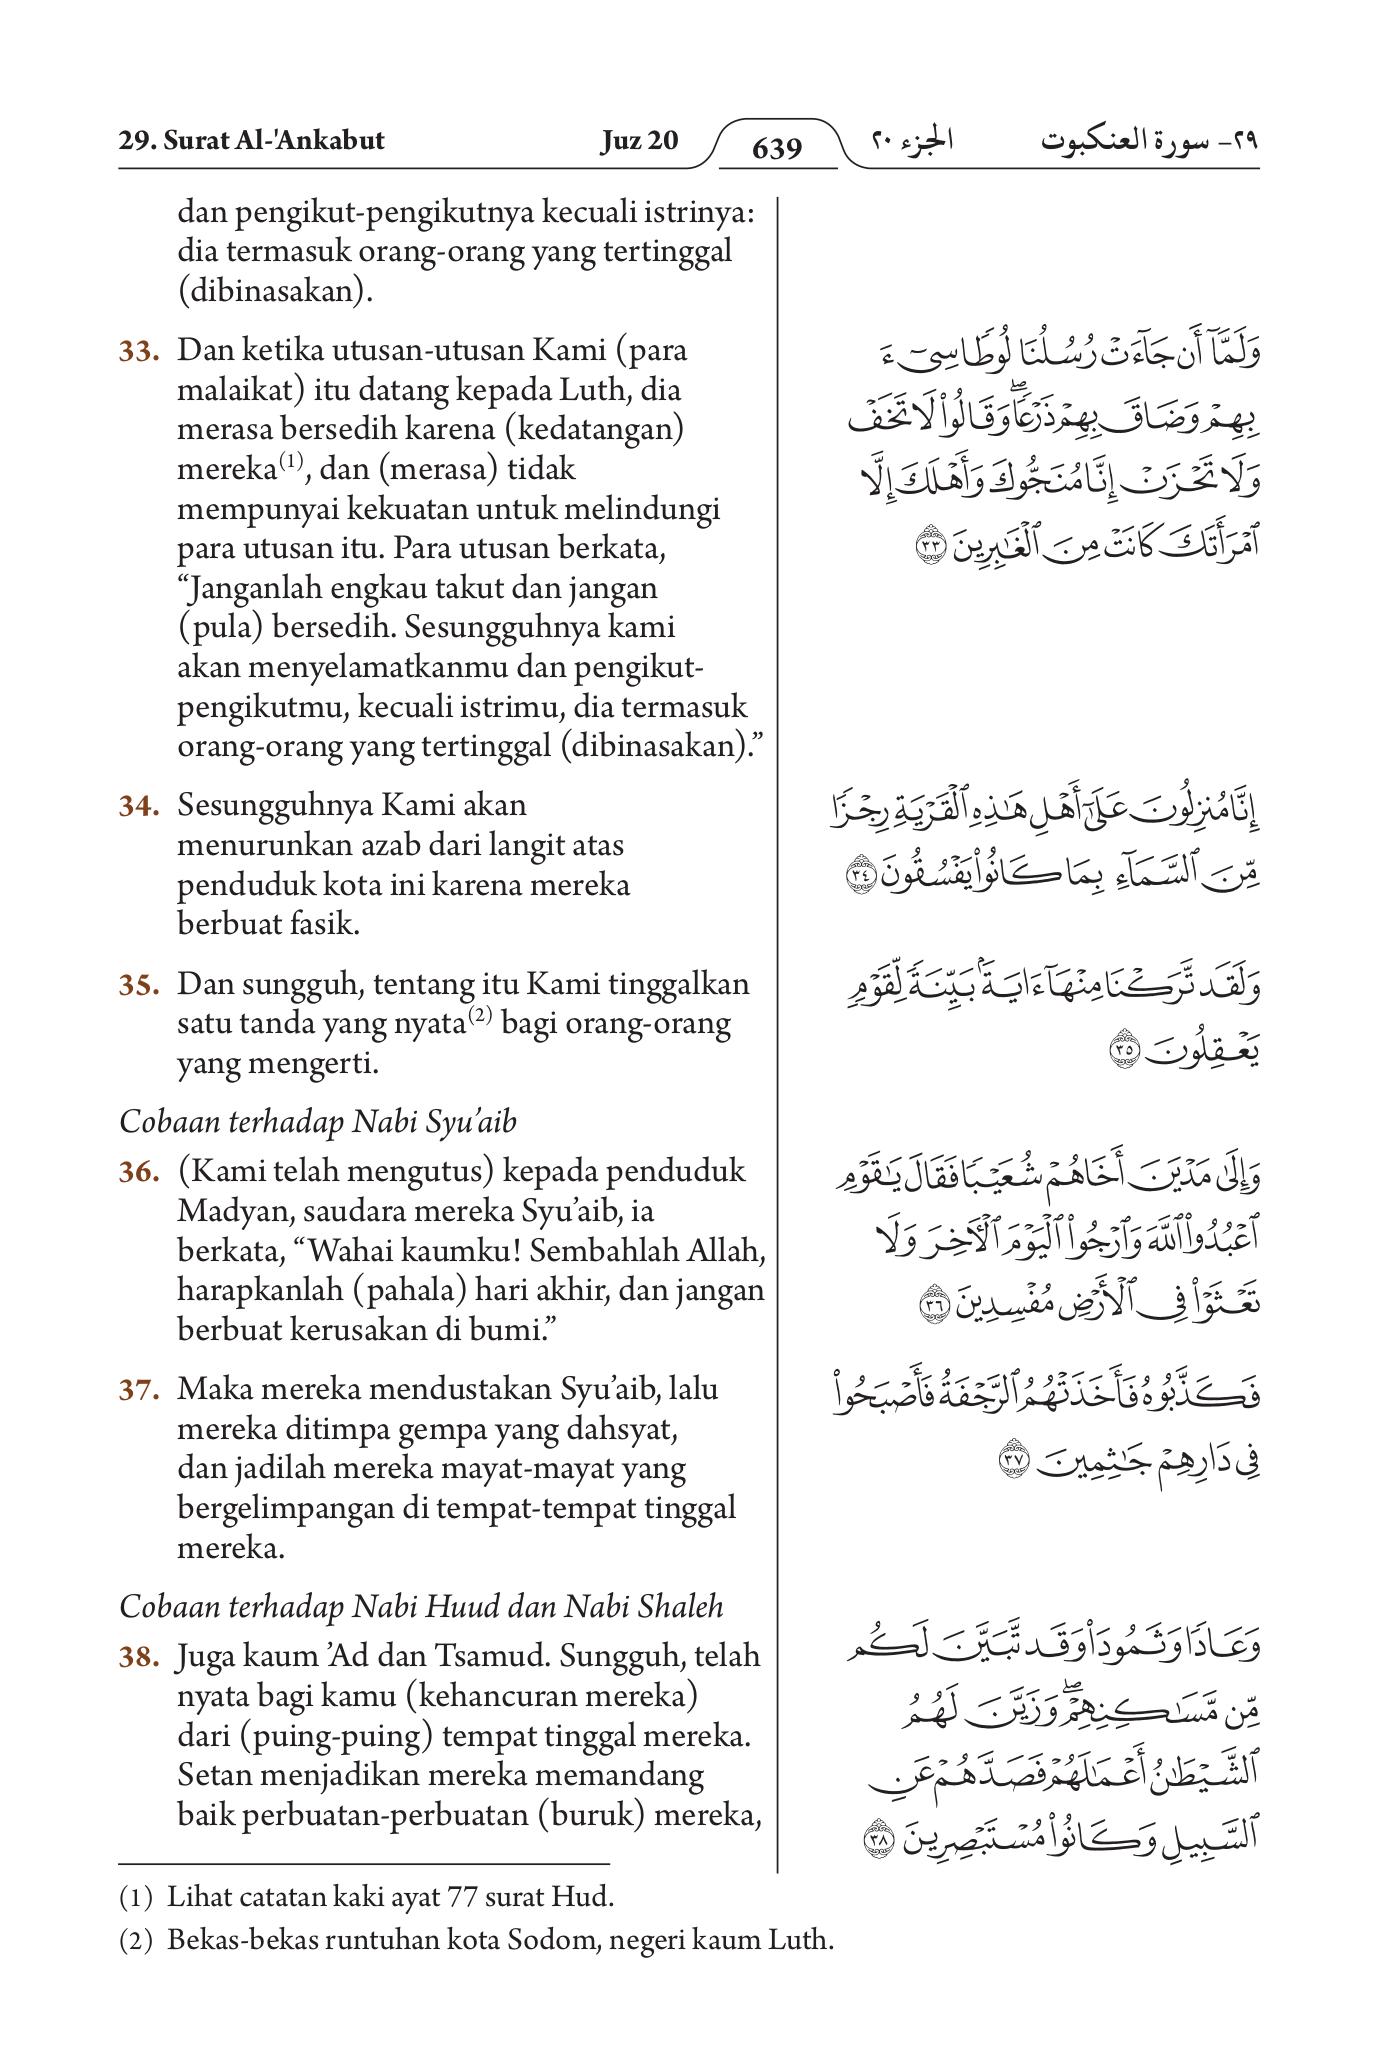 29. Surat Al-'Ankabut Juz 20 639 الجزء ٢٠ ٢٩- سورة العنكبوت
dan pengikut-pengikutnya kecuali istrinya:
dia termasuk orang-orang yang tertinggal
(dibinasakan).
33. Dan ketika utusan-utusan Kami (para
malaikat) itu datang kepada Luth, dia
merasa bersedih karena (kedatangan)
mereka(1), dan (merasa) tidak
mempunyai kekuatan untuk melindungi
para utusan itu. Para utusan berkata,
“Janganlah engkau takut dan jangan
(pula) bersedih. Sesungguhnya kami
akan menyelamatkanmu dan pengikut-
pengikutmu, kecuali istrimu, dia termasuk
orang-orang yang tertinggal (dibinasakan).”
وَلَمَّآ أَن جَآءَتْ رُسُلُنَا لُوطًا سِىٓءَ
بِهِمْ وَضَاقَ بِهِمْ ذَرْعًا ۖ وَقَالُوا۟ لَا تَخَفْ
وَلَا تَحْزَنْ إِنَّا مُنَجُّوكَ وَأَهْلَكَ إِلَّا
ٱمْرَأَتَكَ كَانَتْ مِنَ ٱلْغَـٰبِرِينَ ٣٣
34. Sesungguhnya Kami akan
menurunkan azab dari langit atas
penduduk kota ini karena mereka
berbuat fasik.
إِنَّا مُنزِلُونَ عَلَىٰٓ أَهْلِ هَـٰذِهِ ٱلْقَرْيَةِ رِجْزًا
مِّنَ ٱلسَّمَآءِ بِمَا كَانُوا۟ يَفْسُقُونَ ٣٤
35. Dan sungguh, tentang itu Kami tinggalkan
satu tanda yang nyata(2) bagi orang-orang
yang mengerti.
وَلَقَد تَّرَكْنَا مِنْهَآ ءَايَةًۢ بَيِّنَةً لِّقَوْمٍ
يَعْقِلُونَ ٣٥
Cobaan terhadap Nabi Syu’aib
36. (Kami telah mengutus) kepada penduduk
Madyan, saudara mereka Syu’aib, ia
berkata, “Wahai kaumku! Sembahlah Allah,
harapkanlah (pahala) hari akhir, dan jangan
berbuat kerusakan di bumi.”
وَإِلَىٰ مَدْيَنَ أَخَاهُمْ شُعَيْبًا فَقَالَ يَـٰقَوْمِ
ٱعْبُدُوا۟ ٱللَّهَ وَٱرْجُوا۟ ٱلْيَوْمَ ٱلْـَٔاخِرَ وَلَا
تَعْثَوْا۟ فِى ٱلْأَرْضِ مُفْسِدِينَ ٣٦
37. Maka mereka mendustakan Syu’aib, lalu
mereka ditimpa gempa yang dahsyat,
dan jadilah mereka mayat-mayat yang
bergelimpangan di tempat-tempat tinggal
mereka.
فَكَذَّبُوهُ فَأَخَذَتْهُمُ ٱلرَّجْفَةُ فَأَصْبَحُوا۟
فِى دَارِهِمْ جَـٰثِمِينَ ٣٧
Cobaan terhadap Nabi Huud dan Nabi Shaleh
38. Juga kaum ’Ad dan Tsamud. Sungguh, telah
nyata bagi kamu (kehancuran mereka)
dari (puing-puing) tempat tinggal mereka.
Setan menjadikan mereka memandang
baik perbuatan-perbuatan (buruk) mereka,
وَعَادًا وَثَمُودَا۟ وَقَد تَّبَيَّنَ لَكُم
مِّن مَّسَـٰكِنِهِمْ ۖ وَزَيَّنَ لَهُمُ
ٱلشَّيْطَـٰنُ أَعْمَـٰلَهُمْ فَصَدَّهُمْ عَنِ
ٱلسَّبِيلِ وَكَانُوا۟ مُسْتَبْصِرِينَ ٣٨
(1) Lihat catatan kaki ayat 77 surat Hud.
(2) Bekas-bekas runtuhan kota Sodom, negeri kaum Luth.